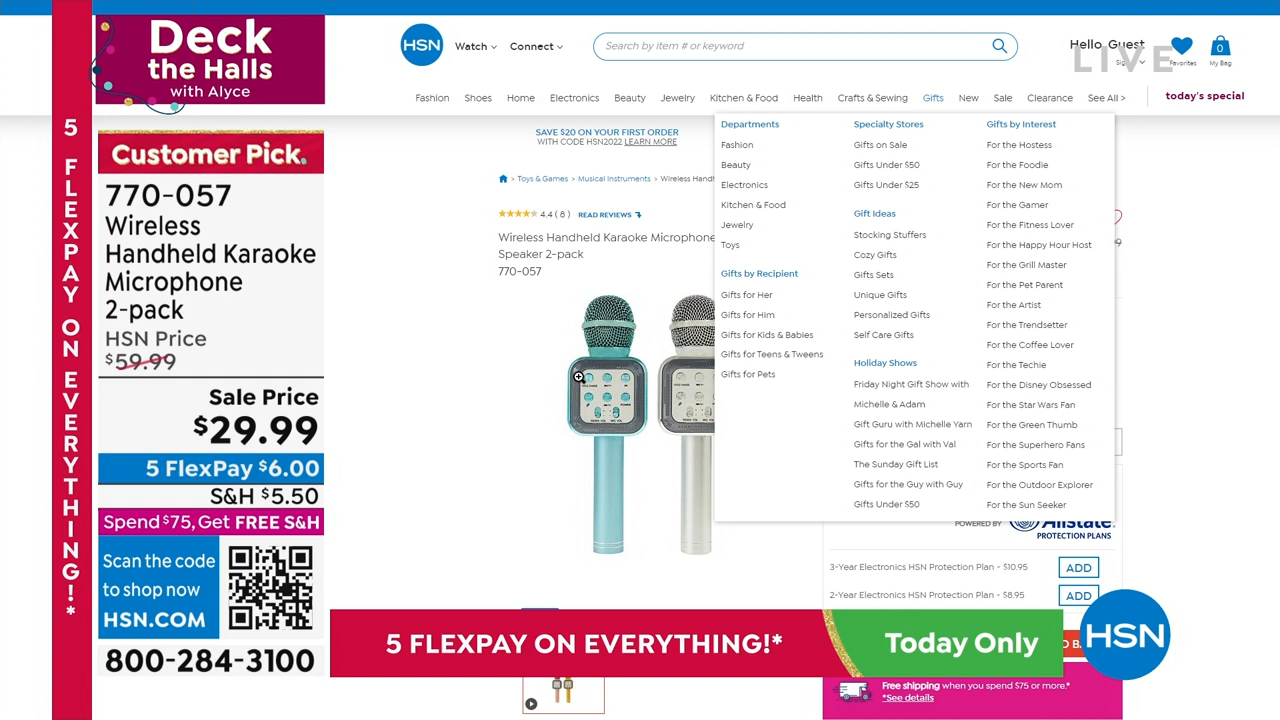 5 FLEXPAY ON EVERYTHING!*
Deck
the Halls
with Alyce
Customer Pick.
770-057
Wireless
Handheld Karaoke
Microphone
2-pack
HSN Price
$59.99
Sale Price
$29.99
5 FlexPay $6.00
S&H $5.50
Spend $75, Get FREE S&H
Scan the code
to shop now
HSN.COM
800-284-3100
HSN
Watch
Connect
Search by item # or keyword
Hello, Guest
LIVE
Favorites
0
My Bag
Fashion Shoes Home Electronics Beauty Jewelry Kitchen & Food Health Crafts & Sewing Gifts New Sale Clearance See All >
today's special
SAVE $20 ON YOUR FIRST ORDER
WITH CODE HSN2022 LEARN MORE
> Toys & Games > Musical Instruments > Wireless Hand
4.4 ( 8 ) READ REVIEWS
Wireless Handheld Karaoke Microphone
Speaker 2-pack
770-057
Departments
Fashion
Beauty
Electronics
Kitchen & Food
Jewelry
Toys
Gifts by Recipient
Gifts for Her
Gifts for Him
Gifts for Kids & Babies
Gifts for Teens & Tweens
Gifts for Pets
Specialty Stores
Gifts on Sale
Gifts Under $50
Gifts Under $25
Gift Ideas
Stocking Stuffers
Cozy Gifts
Gifts Sets
Unique Gifts
Personalized Gifts
Self Care Gifts
Holiday Shows
Friday Night Gift Show with
Michelle & Adam
Gift Guru with Michelle Yarn
Gifts for the Gal with Val
The Sunday Gift List
Gifts for the Guy with Guy
Gifts Under $50
Gifts by Interest
For the Hostess
For the Foodie
For the New Mom
For the Gamer
For the Fitness Lover
For the Happy Hour Host
For the Grill Master
For the Pet Parent
For the Artist
For the Trendsetter
For the Coffee Lover
For the Techie
For the Disney Obsessed
For the Star Wars Fan
For the Green Thumb
For the Superhero Fans
For the Sports Fan
For the Outdoor Explorer
For the Sun Seeker
POWERED BY Allstate
PROTECTION PLANS
3-Year Electronics HSN Protection Plan - $10.95 ADD
2-Year Electronics HSN Protection Plan - $8.95 ADD
5 FLEXPAY ON EVERYTHING!*
Today Only
HSN
Free shipping when you spend $75 or more.*
*See details